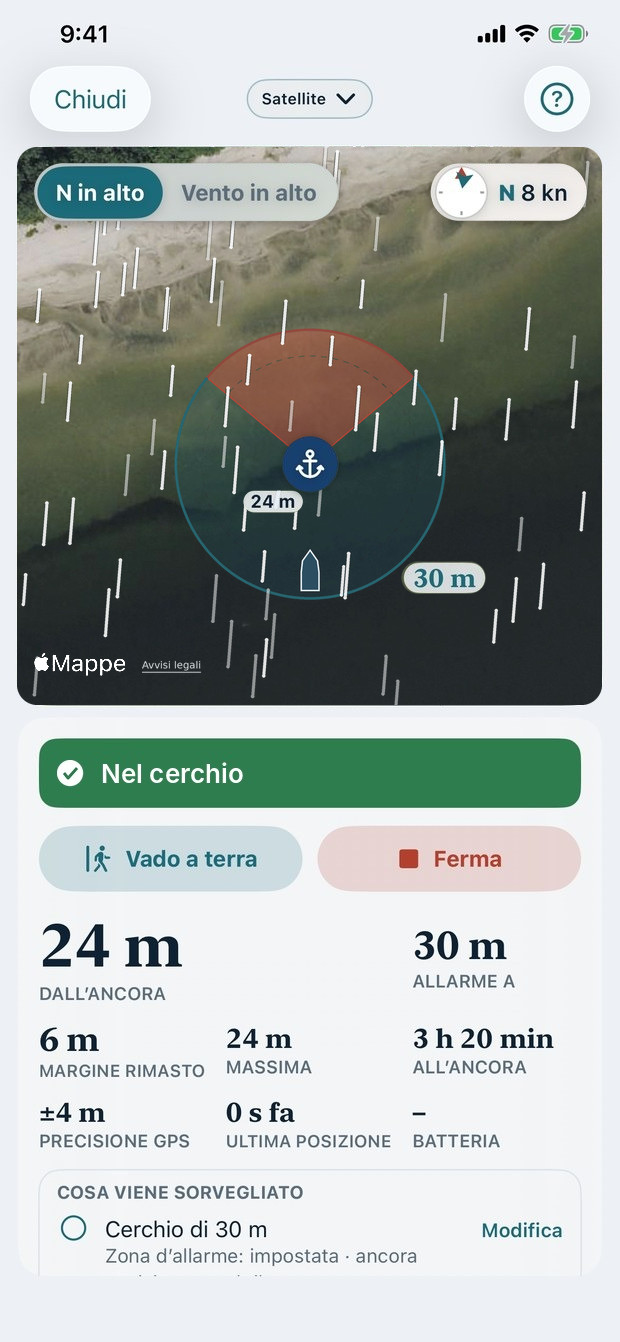 9:41
Chiudi
Satellite
?
N in alto
Vento in alto
N 8 kn
24 m
30 m
Mappe
Avvisi legali
Nel cerchio
Vado a terra
Ferma
24 m
DALL'ANCORA
30 m
ALLARME A
6 m
MARGINE RIMASTO
24 m
MASSIMA
3 h 20 min
ALL'ANCORA
±4 m
PRECISIONE GPS
0 s fa
ULTIMA POSIZIONE
–
BATTERIA
COSA VIENE SORVEGLIATO
Cerchio di 30 m
Modifica
Zona d'allarme: impostata · ancora